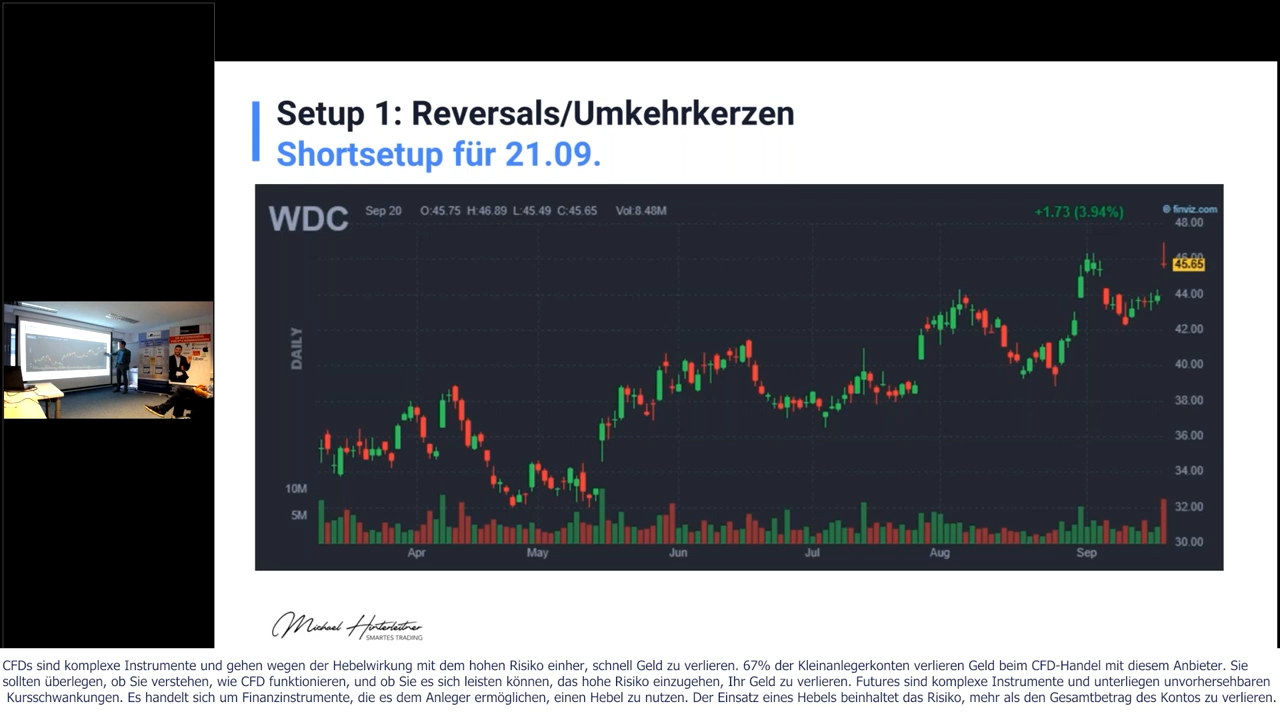 Setup 1: Reversals/Umkehrkerzen
Shortsetup für 21.09.
WDC Sep 20 O:45.75 H:46.89 L:45.49 C:45.65 Vol:8.48M +1.73 (3.94%) © finviz.com
48.00
46.00
45.65
44.00
42.00
DAILY
40.00
38.00
36.00
34.00
10M
32.00
5M
30.00
Apr May Jun Jul Aug Sep
Michael Hinterleitner
SMARTES TRADING
CFDs sind komplexe Instrumente und gehen wegen der Hebelwirkung mit dem hohen Risiko einher, schnell Geld zu verlieren. 67% der Kleinanlegerkonten verlieren Geld beim CFD-Handel mit diesem Anbieter. Sie
sollten überlegen, ob Sie verstehen, wie CFD funktionieren, und ob Sie es sich leisten können, das hohe Risiko einzugehen, Ihr Geld zu verlieren. Futures sind komplexe Instrumente und unterliegen unvorhersehbaren
Kursschwankungen. Es handelt sich um Finanzinstrumente, die es dem Anleger ermöglichen, einen Hebel zu nutzen. Der Einsatz eines Hebels beinhaltet das Risiko, mehr als den Gesamtbetrag des Kontos zu verlieren.